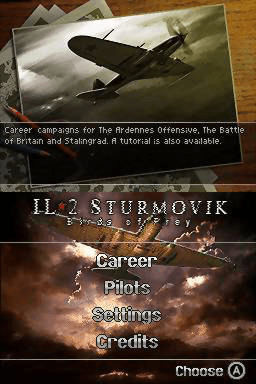 Career campaigns for The Ardennes Offensive, The Battle
of Britain and Stalingrad. A tutorial is also available.
IL★2 STURMOVIK
Birds of Prey
Career
Pilots
Settings
Credits
Choose A